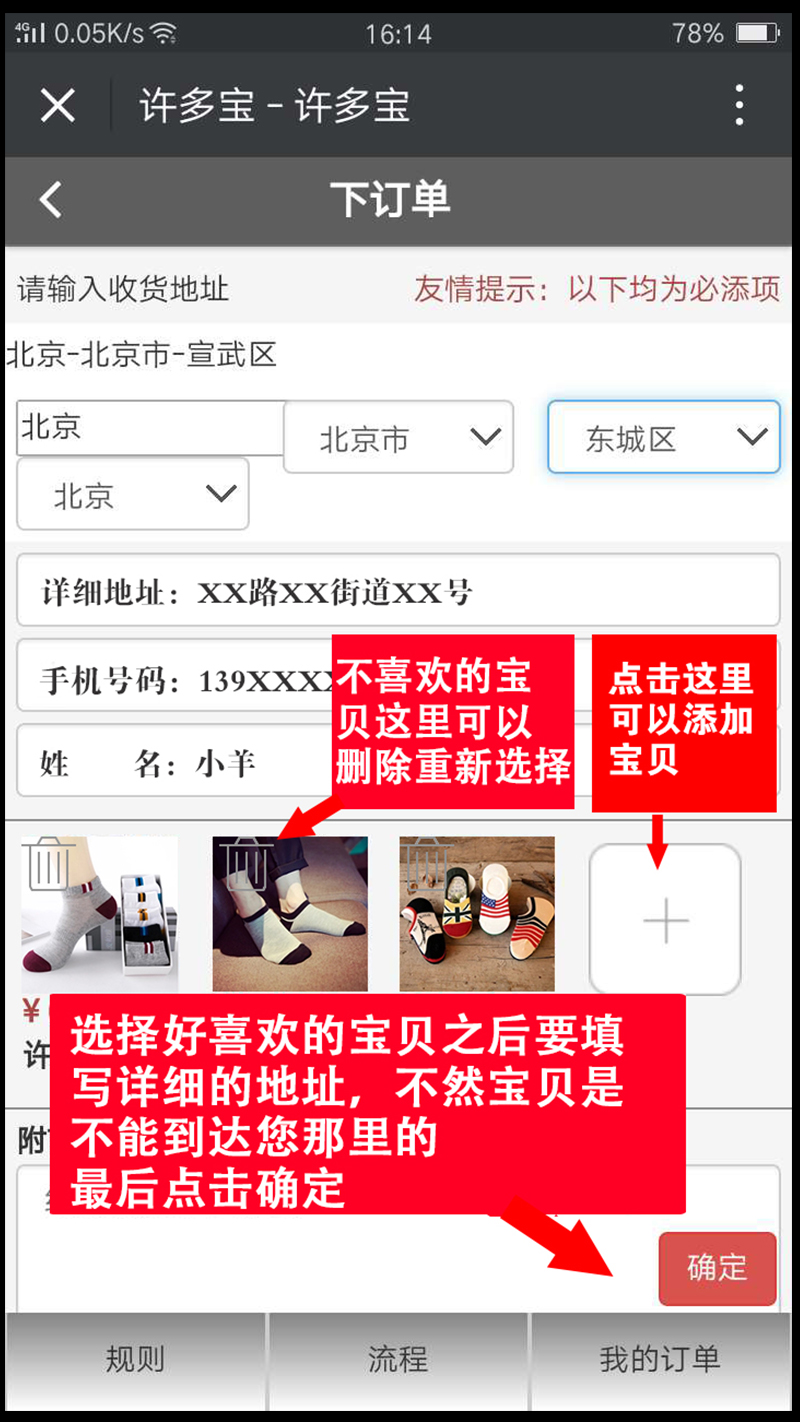 4G 0.05K/s 16:14 78%
许多宝 - 许多宝
下订单
请输入收货地址 友情提示：以下均为必添项
北京-北京市-宣武区
北京 北京市 东城区
北京
详细地址：XX路XX街道XX号
手机号码：139XXXX
姓 名：小羊
不喜欢的宝
贝这里可以
删除重新选择
点击这里
可以添加
宝贝
¥
许
选择好喜欢的宝贝之后要填
写详细的地址，不然宝贝是
不能到达您那里的
最后点击确定
附
确定
规则 流程 我的订单